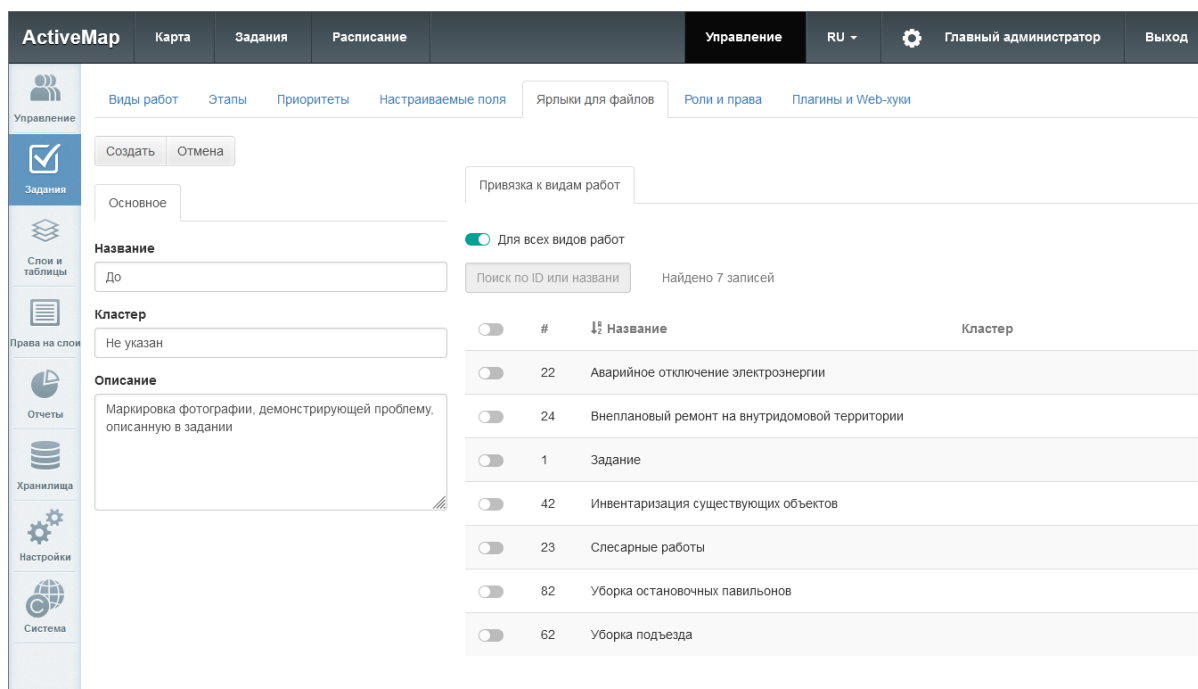 ActiveMap Карта Задания Расписание Управление RU Главный администратор Выход
Управление
Задания
Слои и
таблицы
Права на слои
Отчеты
Хранилища
Настройки
Система
Виды работ Этапы Приоритеты Настраиваемые поля Ярлыки для файлов Роли и права Плагины и Web-хуки
Создать Отмена
Основное
Название
До
Кластер
Не указан
Описание
Маркировка фотографии, демонстрирующей проблему,
описанную в задании
Привязка к видам работ
Для всех видов работ
Поиск по ID или названи Найдено 7 записей
# Название Кластер
22 Аварийное отключение электроэнергии
24 Внеплановый ремонт на внутридомовой территории
1 Задание
42 Инвентаризация существующих объектов
23 Слесарные работы
82 Уборка остановочных павильонов
62 Уборка подъезда